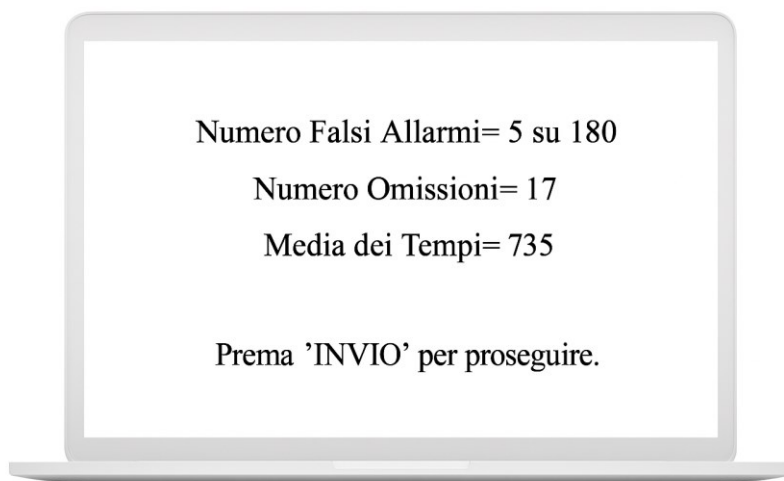 Numero Falsi Allarmi= 5 su 180
Numero Omissioni= 17
Media dei Tempi= 735
Prema ’INVIO’ per proseguire.